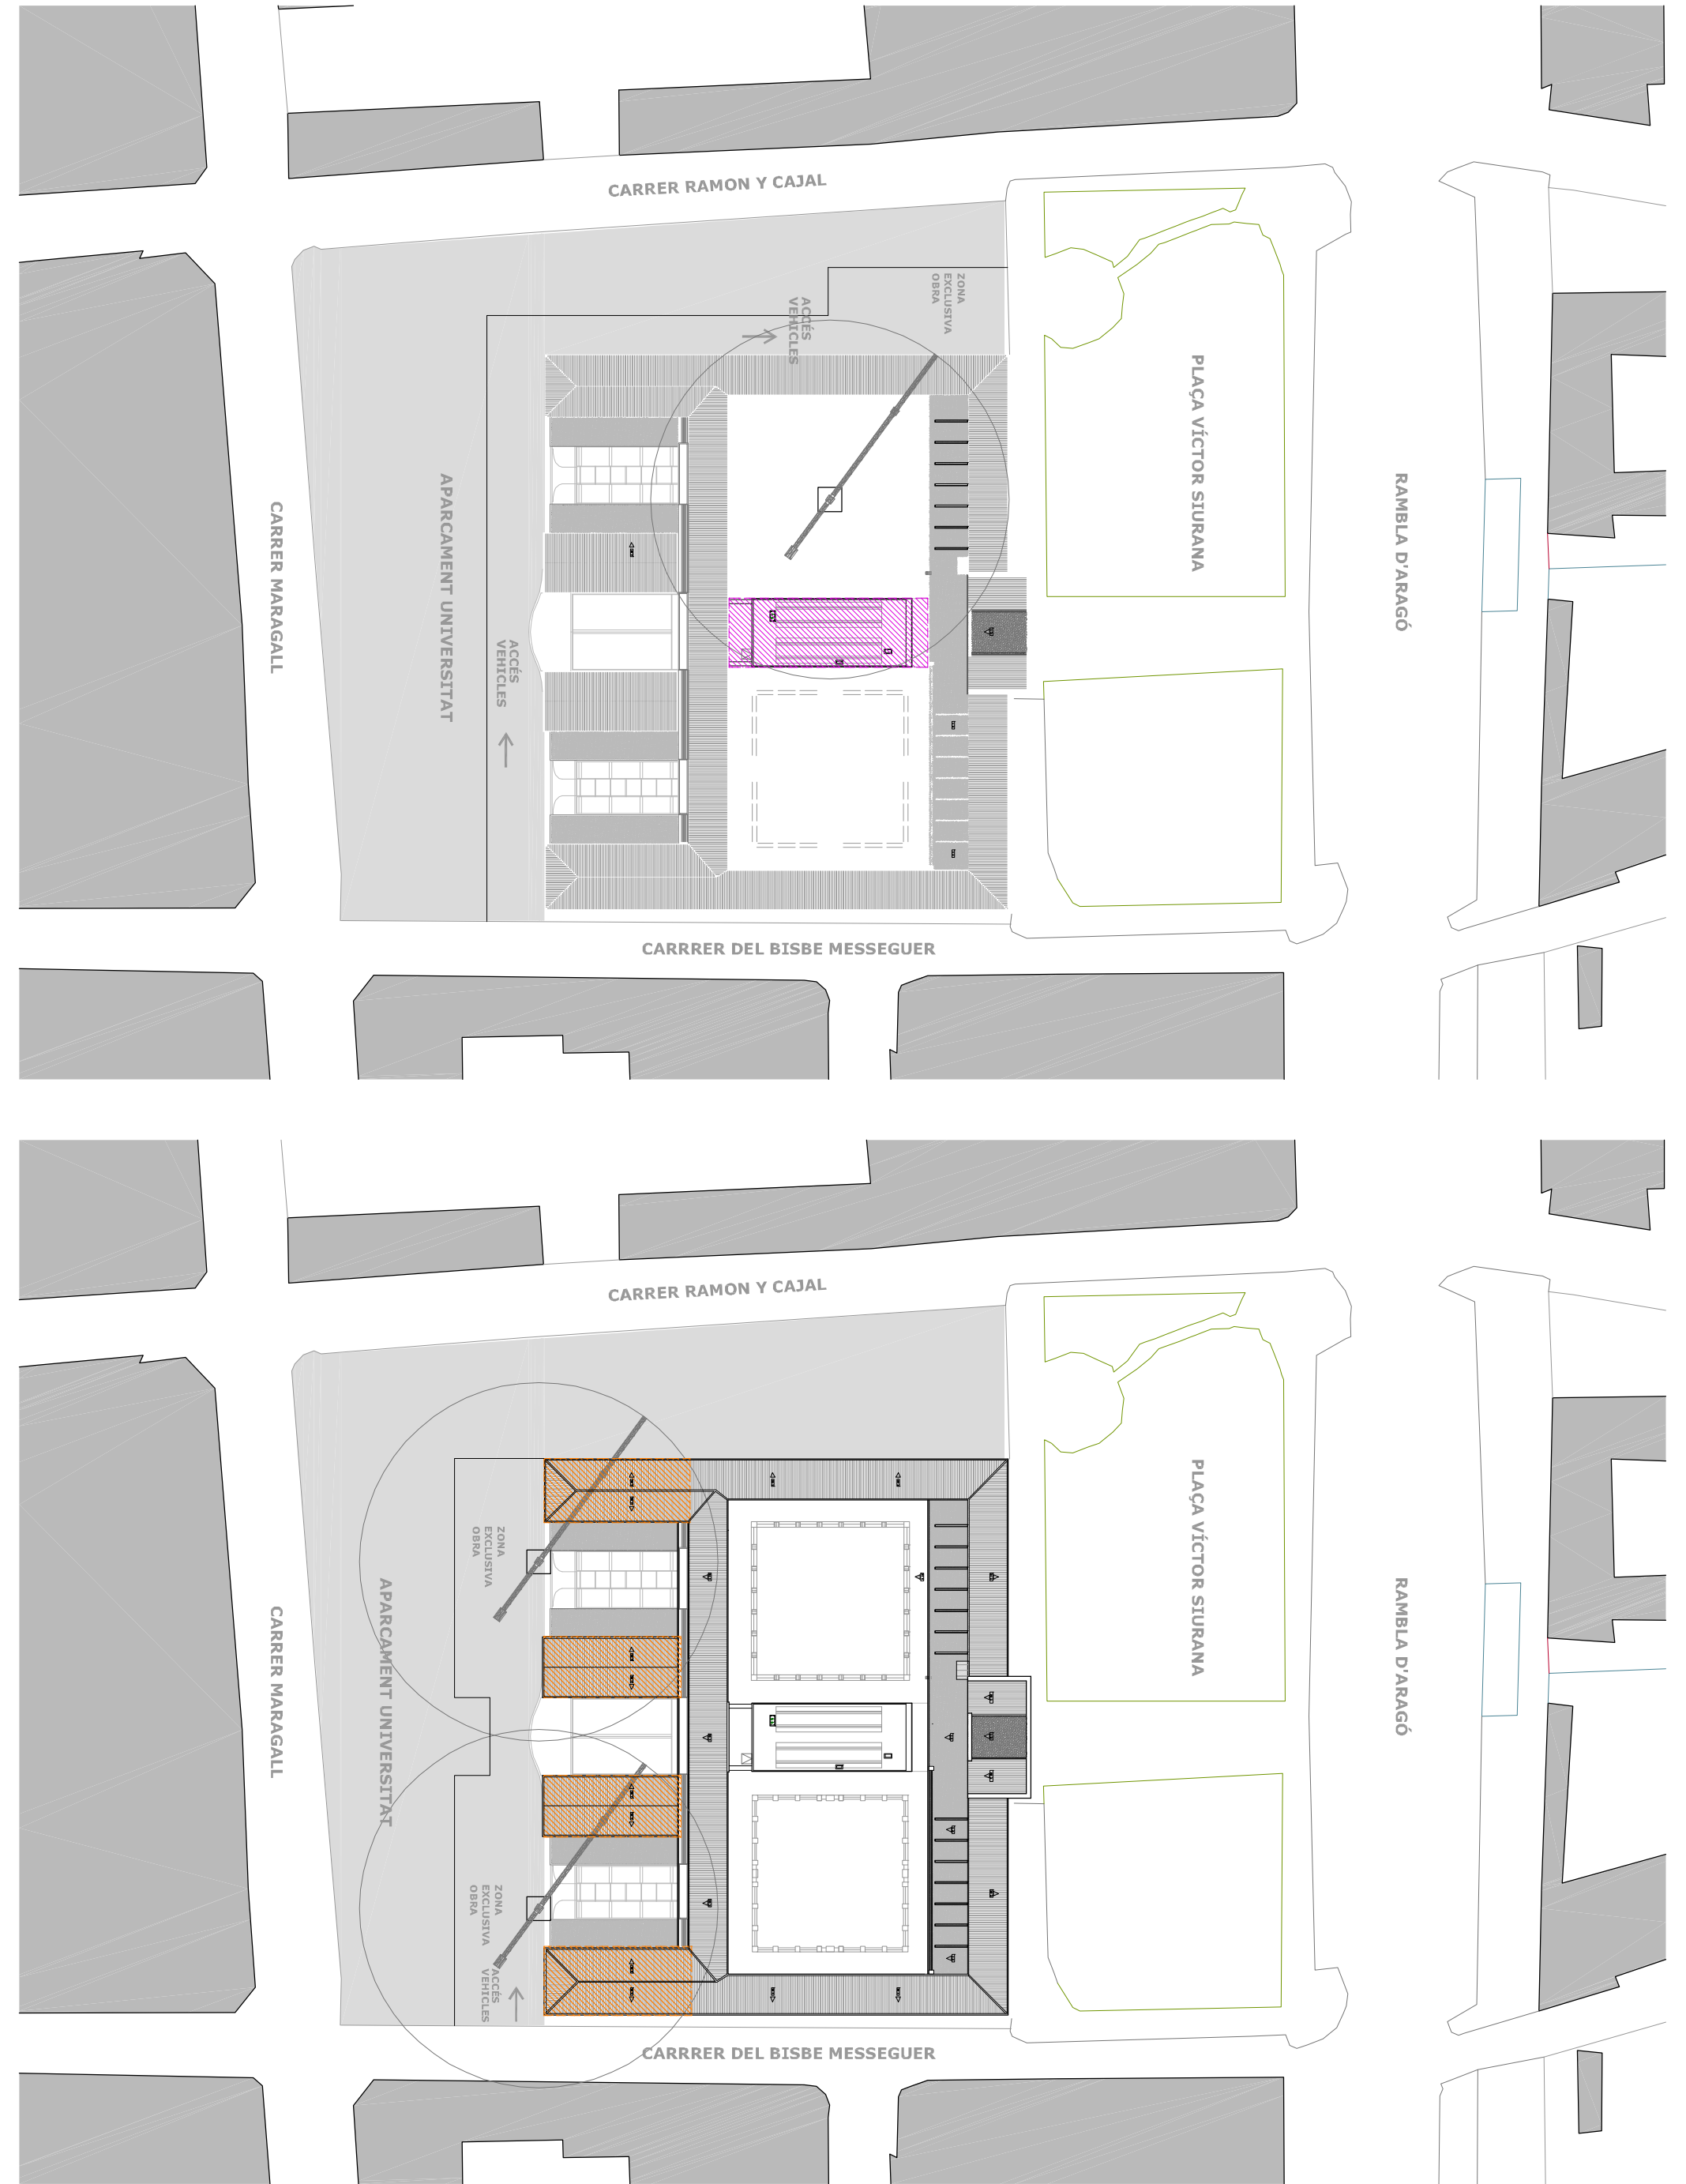 CARRER RAMON Y CAJAL
ZONA
EXCLUSIVA
OBRA
ACCÉS
VEHICLES
PLAÇA VÍCTOR SIURANA
RAMBLA D'ARAGÓ
APARCAMENT UNIVERSITAT
CARRER MARAGALL
ACCÉS
VEHICLES
CARRRER DEL BISBE MESSEGUER
CARRER RAMON Y CAJAL
PLAÇA VÍCTOR SIURANA
ZONA
EXCLUSIVA
OBRA
APARCAMENT UNIVERSITAT
RAMBLA D'ARAGÓ
CARRER MARAGALL
ZONA
EXCLUSIVA
OBRA
ACCÉS
VEHICLES
CARRRER DEL BISBE MESSEGUER